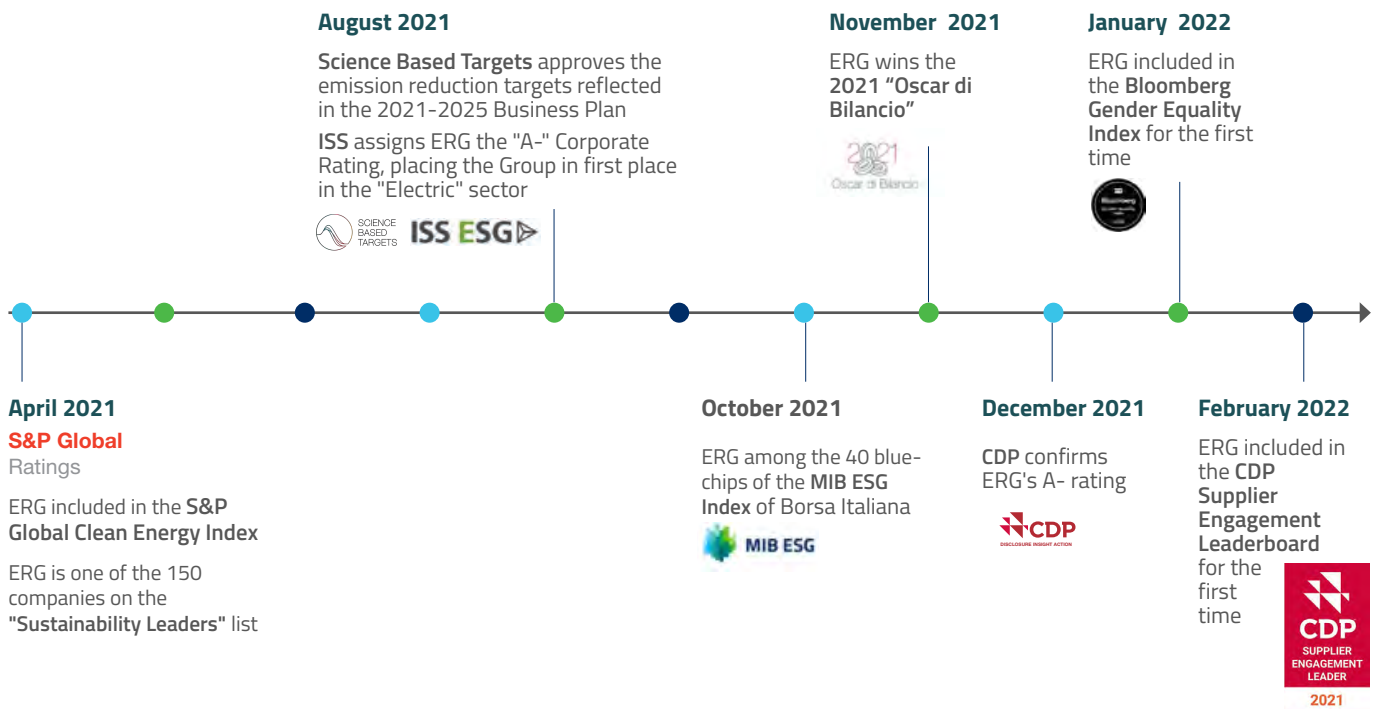 August 2021
Science Based Targets approves the
emission reduction targets reflected
in the 2021-2025 Business Plan
ISS assigns ERG the "A-" Corporate
Rating, placing the Group in first place
in the "Electric" sector
SCIENCE
BASED
TARGETS
ISS ESG
November 2021
ERG wins the
2021 “Oscar di
Bilancio”
2021
Oscar di Bilancio
January 2022
ERG included in
the Bloomberg
Gender Equality
Index for the first
time
Bloomberg
April 2021
S&P Global
Ratings
ERG included in the S&P
Global Clean Energy Index
ERG is one of the 150
companies on the
"Sustainability Leaders" list
October 2021
ERG among the 40 blue-
chips of the MIB ESG
Index of Borsa Italiana
MIB ESG
December 2021
CDP confirms
ERG's A- rating
CDP
DISCLOSURE INSIGHT ACTION
February 2022
ERG included in
the CDP
Supplier
Engagement
Leaderboard
for the
first
time
CDP
SUPPLIER
ENGAGEMENT
LEADER
2021